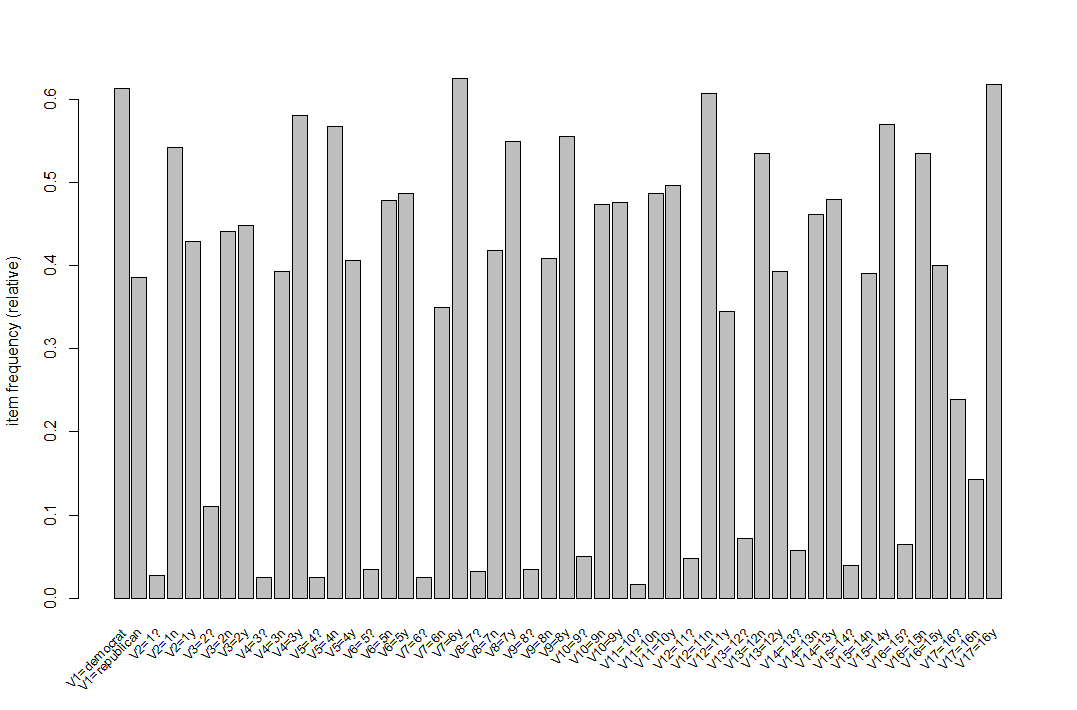 item frequency (relative)
0.6
0.5
0.4
0.3
0.2
0.1
0.0
V1=democrat
V1=republican
V2=1?
V2=1n
V2=1y
V3=2?
V3=2n
V3=2y
V4=3?
V4=3n
V4=3y
V5=4?
V5=4n
V5=4y
V6=5?
V6=5n
V6=5y
V7=6?
V7=6n
V7=6y
V8=7?
V8=7n
V8=7y
V9=8?
V9=8n
V9=8y
V10=9?
V10=9n
V10=9y
V11=10?
V11=10n
V11=10y
V12=11?
V12=11n
V12=11y
V13=12?
V13=12n
V13=12y
V14=13?
V14=13n
V14=13y
V15=14?
V15=14n
V15=14y
V16=15?
V16=15n
V16=15y
V17=16?
V17=16n
V17=16y